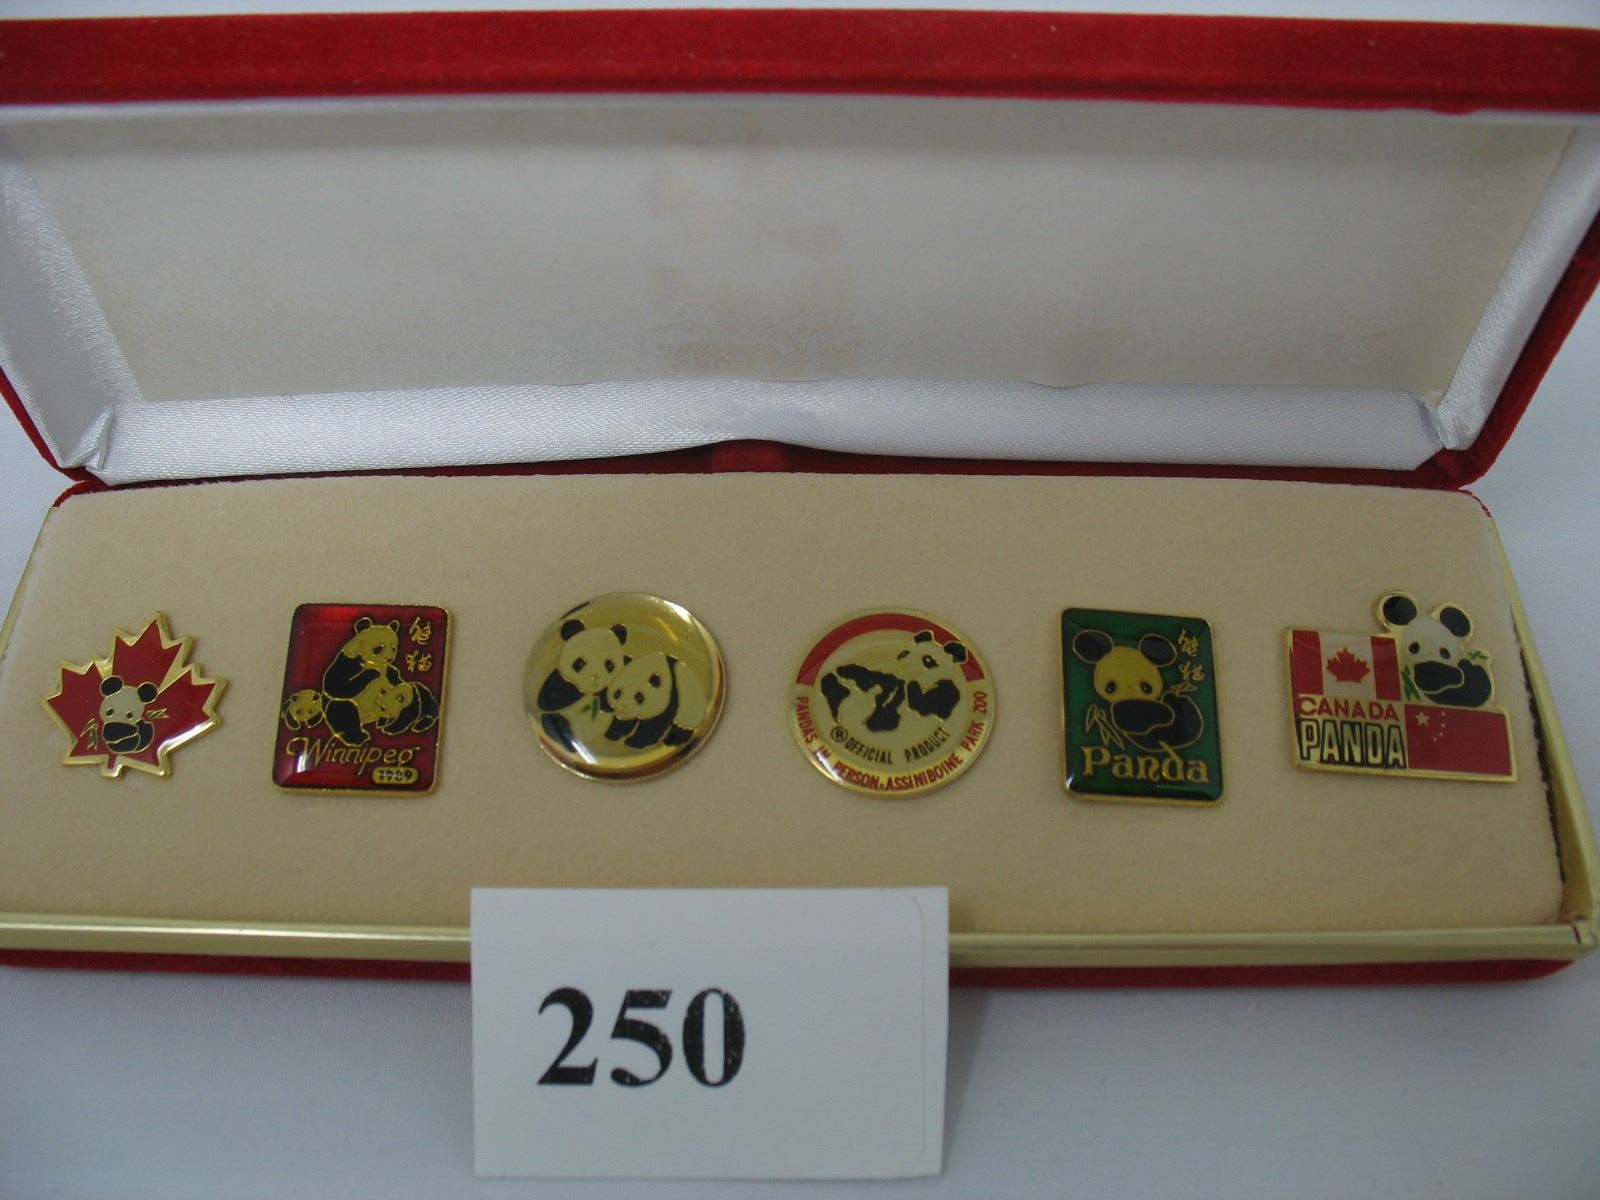 熊
猫
Winnipeg
1989
® OFFICIAL PRODUCT
PANDAS IN PERSON·ASSINIBOINE PARK ZOO
熊
猫
Panda
CANADA
PANDA
250